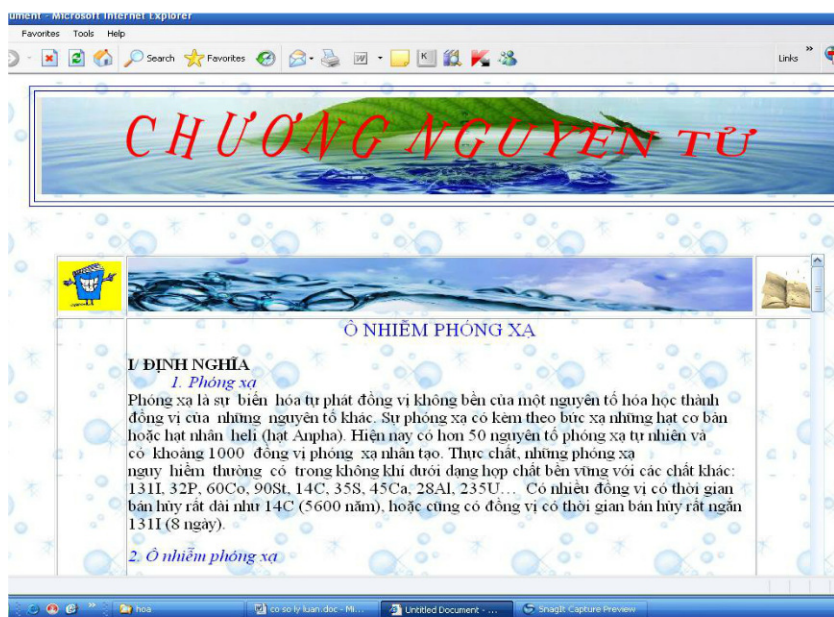 ument - Microsoft Internet Explorer
Favorites Tools Help
Search Favorites Links »
CHƯƠNG NGUYÊN TỬ
Ô NHIỄM PHÓNG XẠ
I/ ĐỊNH NGHĨA
1. Phóng xạ
Phóng xạ là sự biến hóa tự phát đồng vị không bền của một nguyên tố hóa học thành
đồng vị của những nguyên tố khác. Sự phóng xạ có kèm theo bức xạ những hạt cơ bản
hoặc hạt nhân heli (hạt Anpha). Hiện nay có hơn 50 nguyên tố phóng xạ tự nhiên và
có khoảng 1000 đồng vị phóng xạ nhân tạo. Thực chất, những phóng xạ
nguy hiểm thường có trong không khí dưới dạng hợp chất bền vững với các chất khác:
131I, 32P, 60Co, 90St, 14C, 35S, 45Ca, 28Al, 235U… Có nhiều đồng vị có thời gian
bán hủy rất dài như 14C (5600 năm), hoặc cũng có đồng vị có thời gian bán hủy rất ngắn
131I (8 ngày).
2. Ô nhiễm phóng xạ
» hoa co so ly luan.doc - Mi... Untitled Document - ... SnagIt Capture Preview